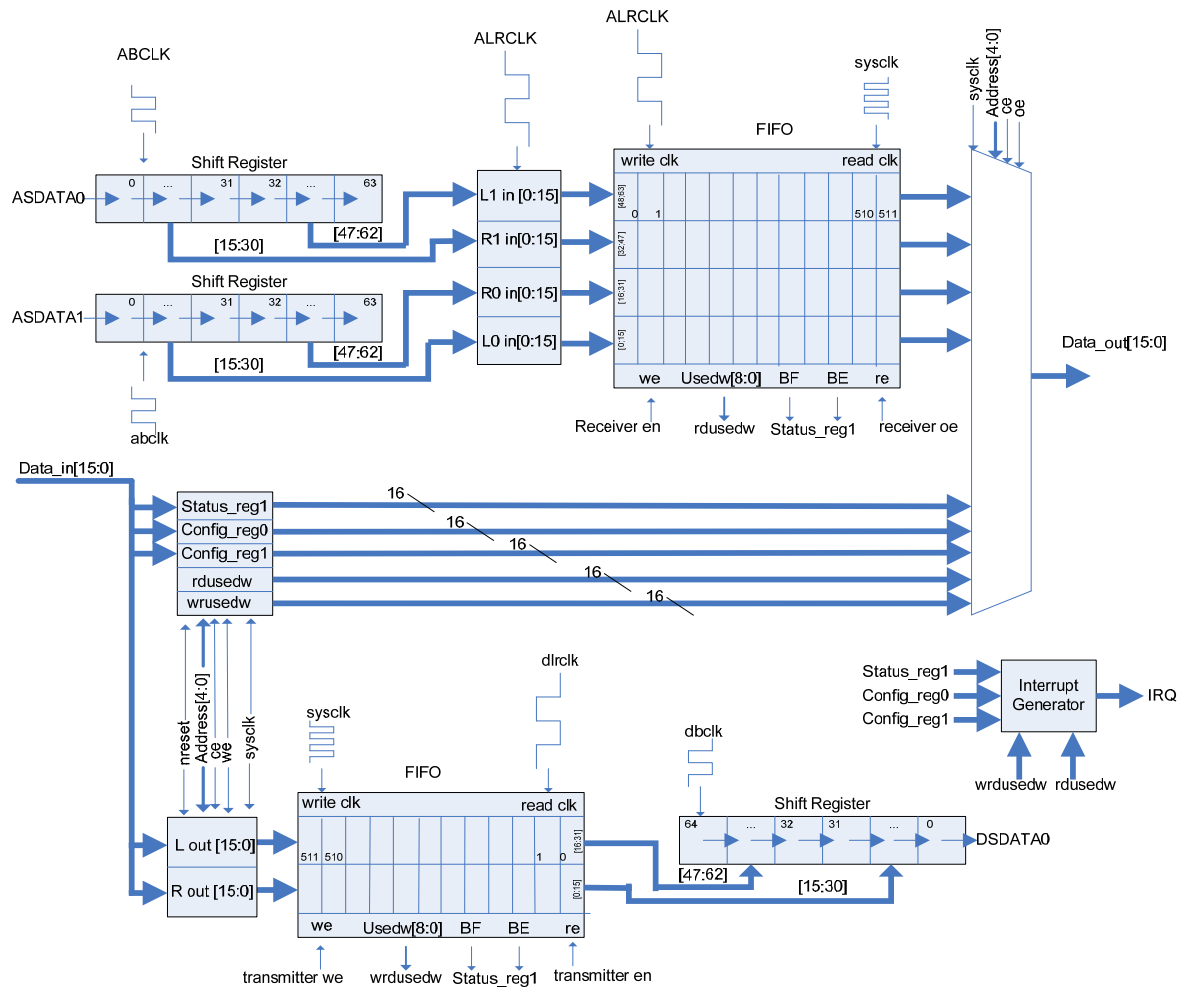 ABCLK
ALRCLK
ALRCLK
sysclk
sysclk
Address[4:0]
ce
oe
FIFO
Shift Register
write clk
read clk
ASDATA0
0 ... 31 32 ... 63
[15:30]
[47:62]
L1 in [0:15]
R1 in[0:15]
R0 in[0:15]
L0 in[0:15]
[48;63]
0 1
510 511
[32:47]
[16;31]
[0:15]
Shift Register
ASDATA1
0 ... 31 32 ... 63
[15:30]
[47:62]
abclk
we
Usedw[8:0]
BF
BE
re
Receiver en
rdusedw
Status_reg1
receiver oe
Data_out[15:0]
Data_in[15:0]
Status_reg1
Config_reg0
Config_reg1
rdusedw
wrusedw
16
16
16
16
16
nreset
Address[4:0]
ce
we
sysclk
Status_reg1
Config_reg0
Config_reg1
Interrupt
Generator
IRQ
wrdusedw
rdusedw
sysclk
dlrclk
dbclk
FIFO
write clk
read clk
L out [15:0]
R out [15:0]
511 510
1 0
[16:31]
[0:15]
we
Usedw[8:0]
BF
BE
re
transmitter we
wrdusedw
Status_reg1
transmitter en
Shift Register
64 ... 32 31 ... 0
DSDATA0
[47:62]
[15:30]